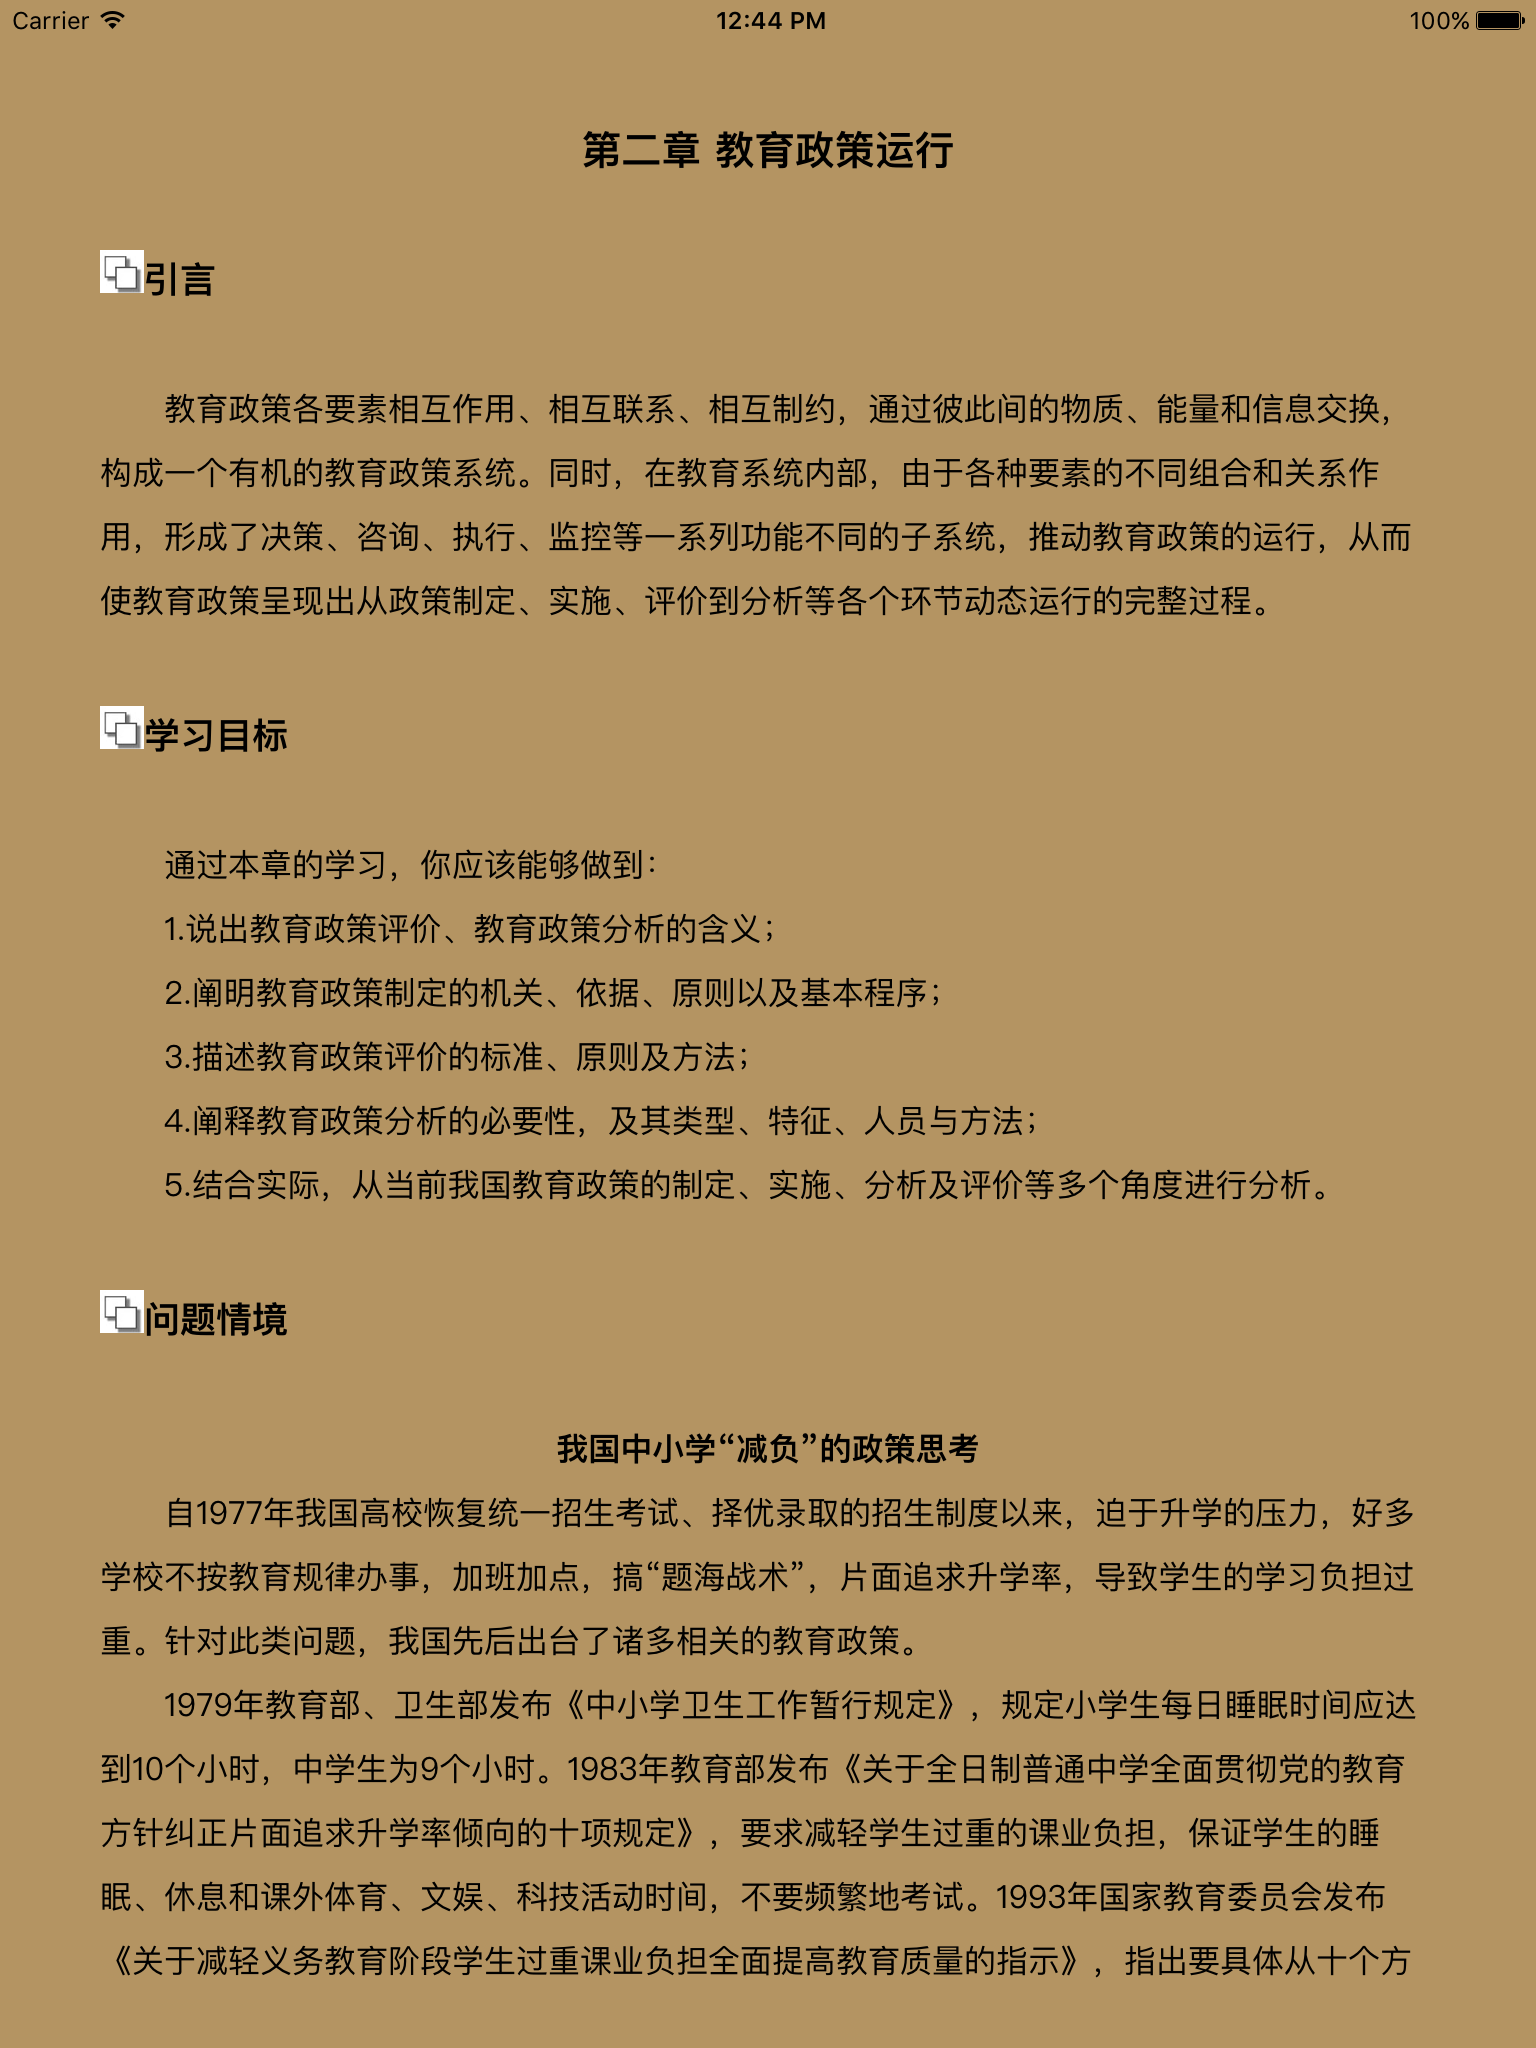 Carrier 12:44 PM 100%
第二章 教育政策运行
引言
教育政策各要素相互作用、相互联系、相互制约，通过彼此间的物质、能量和信息交换，
构成一个有机的教育政策系统。同时，在教育系统内部，由于各种要素的不同组合和关系作
用，形成了决策、咨询、执行、监控等一系列功能不同的子系统，推动教育政策的运行，从而
使教育政策呈现出从政策制定、实施、评价到分析等各个环节动态运行的完整过程。
学习目标
通过本章的学习，你应该能够做到：
1.说出教育政策评价、教育政策分析的含义；
2.阐明教育政策制定的机关、依据、原则以及基本程序；
3.描述教育政策评价的标准、原则及方法；
4.阐释教育政策分析的必要性，及其类型、特征、人员与方法；
5.结合实际，从当前我国教育政策的制定、实施、分析及评价等多个角度进行分析。
问题情境
我国中小学“减负”的政策思考
自1977年我国高校恢复统一招生考试、择优录取的招生制度以来，迫于升学的压力，好多
学校不按教育规律办事，加班加点，搞“题海战术”，片面追求升学率，导致学生的学习负担过
重。针对此类问题，我国先后出台了诸多相关的教育政策。
1979年教育部、卫生部发布《中小学卫生工作暂行规定》，规定小学生每日睡眠时间应达
到10个小时，中学生为9个小时。1983年教育部发布《关于全日制普通中学全面贯彻党的教育
方针纠正片面追求升学率倾向的十项规定》，要求减轻学生过重的课业负担，保证学生的睡
眠、休息和课外体育、文娱、科技活动时间，不要频繁地考试。1993年国家教育委员会发布
《关于减轻义务教育阶段学生过重课业负担全面提高教育质量的指示》，指出要具体从十个方